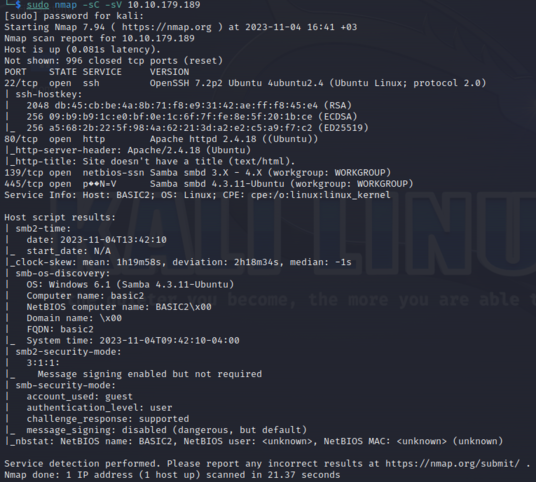 └─$ sudo nmap -sC -sV 10.10.179.189
[sudo] password for kali:
Starting Nmap 7.94 ( https://nmap.org ) at 2023-11-04 16:41 +03
Nmap scan report for 10.10.179.189
Host is up (0.081s latency).
Not shown: 996 closed tcp ports (reset)
PORT    STATE SERVICE     VERSION
22/tcp  open  ssh         OpenSSH 7.2p2 Ubuntu 4ubuntu2.4 (Ubuntu Linux; protocol 2.0)
| ssh-hostkey:
|   2048 db:45:cb:be:4a:8b:71:f8:e9:31:42:ae:ff:f8:45:e4 (RSA)
|   256 09:b9:b9:1c:e0:bf:0e:1c:6f:7f:fe:8e:5f:20:1b:ce (ECDSA)
|_  256 a5:68:2b:22:5f:98:4a:62:21:3d:a2:e2:c5:a9:f7:c2 (ED25519)
80/tcp  open  http        Apache httpd 2.4.18 ((Ubuntu))
|_http-server-header: Apache/2.4.18 (Ubuntu)
|_http-title: Site doesn't have a title (text/html).
139/tcp open  netbios-ssn Samba smbd 3.X - 4.X (workgroup: WORKGROUP)
445/tcp open  p��N=V      Samba smbd 4.3.11-Ubuntu (workgroup: WORKGROUP)
Service Info: Host: BASIC2; OS: Linux; CPE: cpe:/o:linux:linux_kernel

Host script results:
| smb2-time:
|   date: 2023-11-04T13:42:10
|_  start_date: N/A
|_clock-skew: mean: 1h19m58s, deviation: 2h18m34s, median: -1s
| smb-os-discovery:
|   OS: Windows 6.1 (Samba 4.3.11-Ubuntu)
|   Computer name: basic2
|   NetBIOS computer name: BASIC2\x00
|   Domain name: \x00
|   FQDN: basic2
|_  System time: 2023-11-04T09:42:10-04:00
| smb2-security-mode:
|   3:1:1:
|_    Message signing enabled but not required
| smb-security-mode:
|   account_used: guest
|   authentication_level: user
|   challenge_response: supported
|_  message_signing: disabled (dangerous, but default)
|_nbstat: NetBIOS name: BASIC2, NetBIOS user: <unknown>, NetBIOS MAC: <unknown> (unknown)

Service detection performed. Please report any incorrect results at https://nmap.org/submit/ .
Nmap done: 1 IP address (1 host up) scanned in 21.37 seconds
KALI LINU
you become, the more you are able t